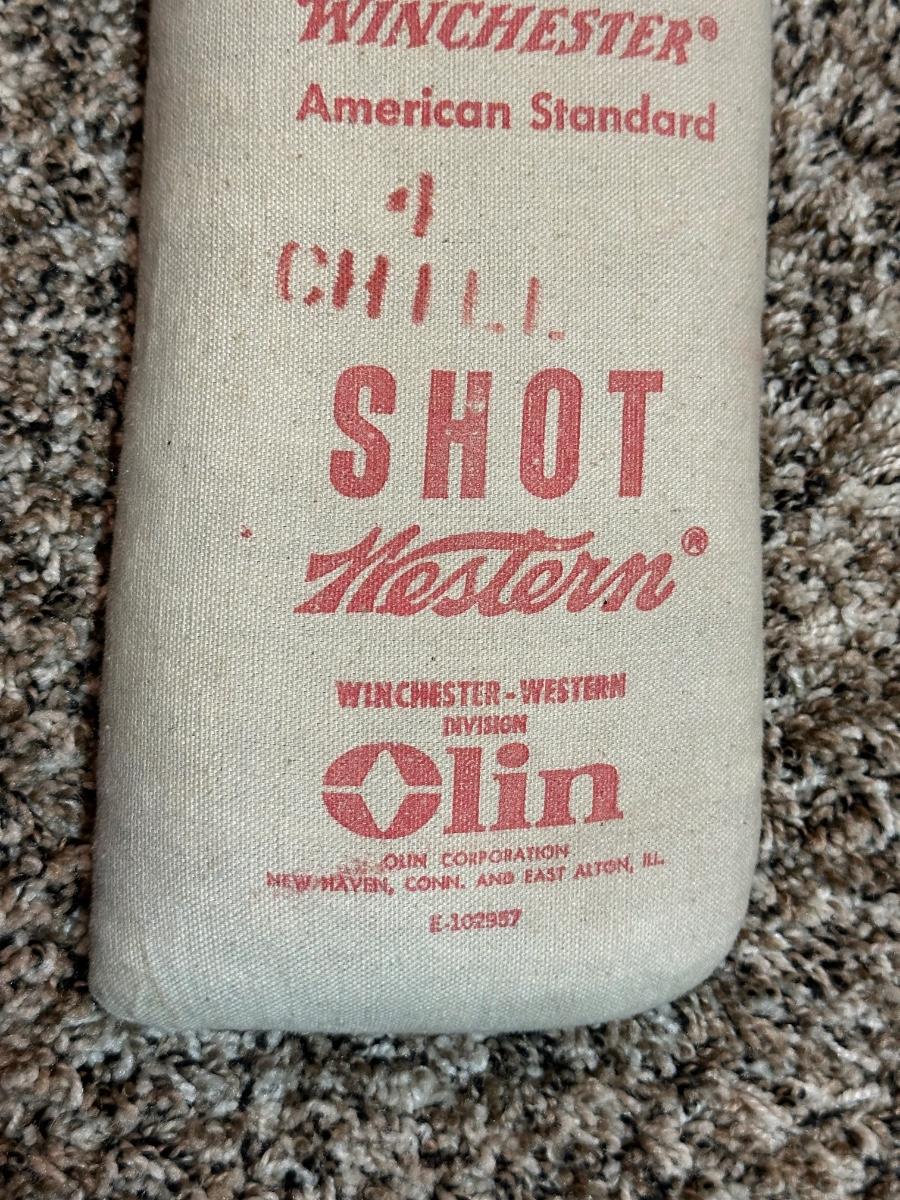 WINCHESTER®
American Standard
4
CHILL
SHOT
Western®
WINCHESTER-WESTERN
DIVISION
Olin
OLIN CORPORATION
NEW HAVEN, CONN. AND EAST ALTON, ILL.
E-102957